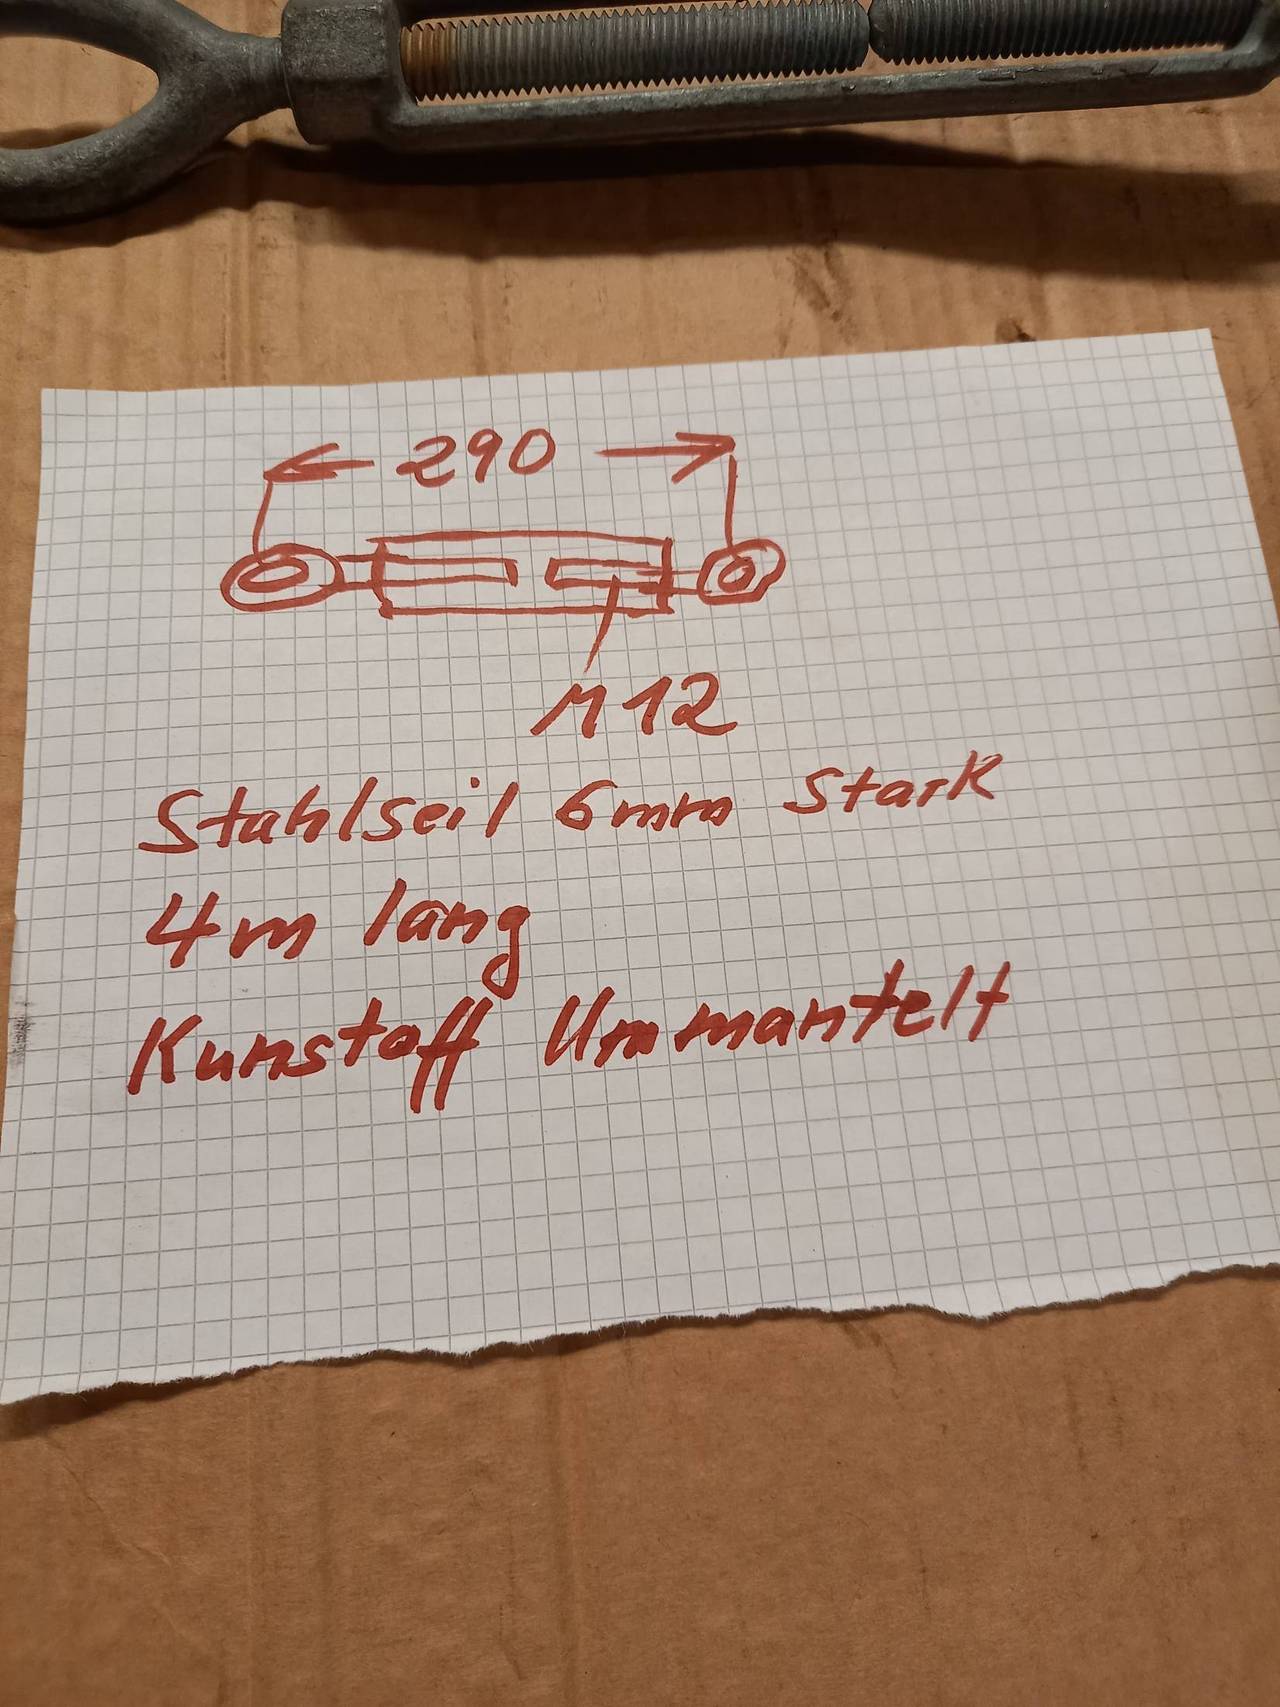 290
M12
Stahlseil 6mm Stark
4m lang
Kunstoff Ummantelt